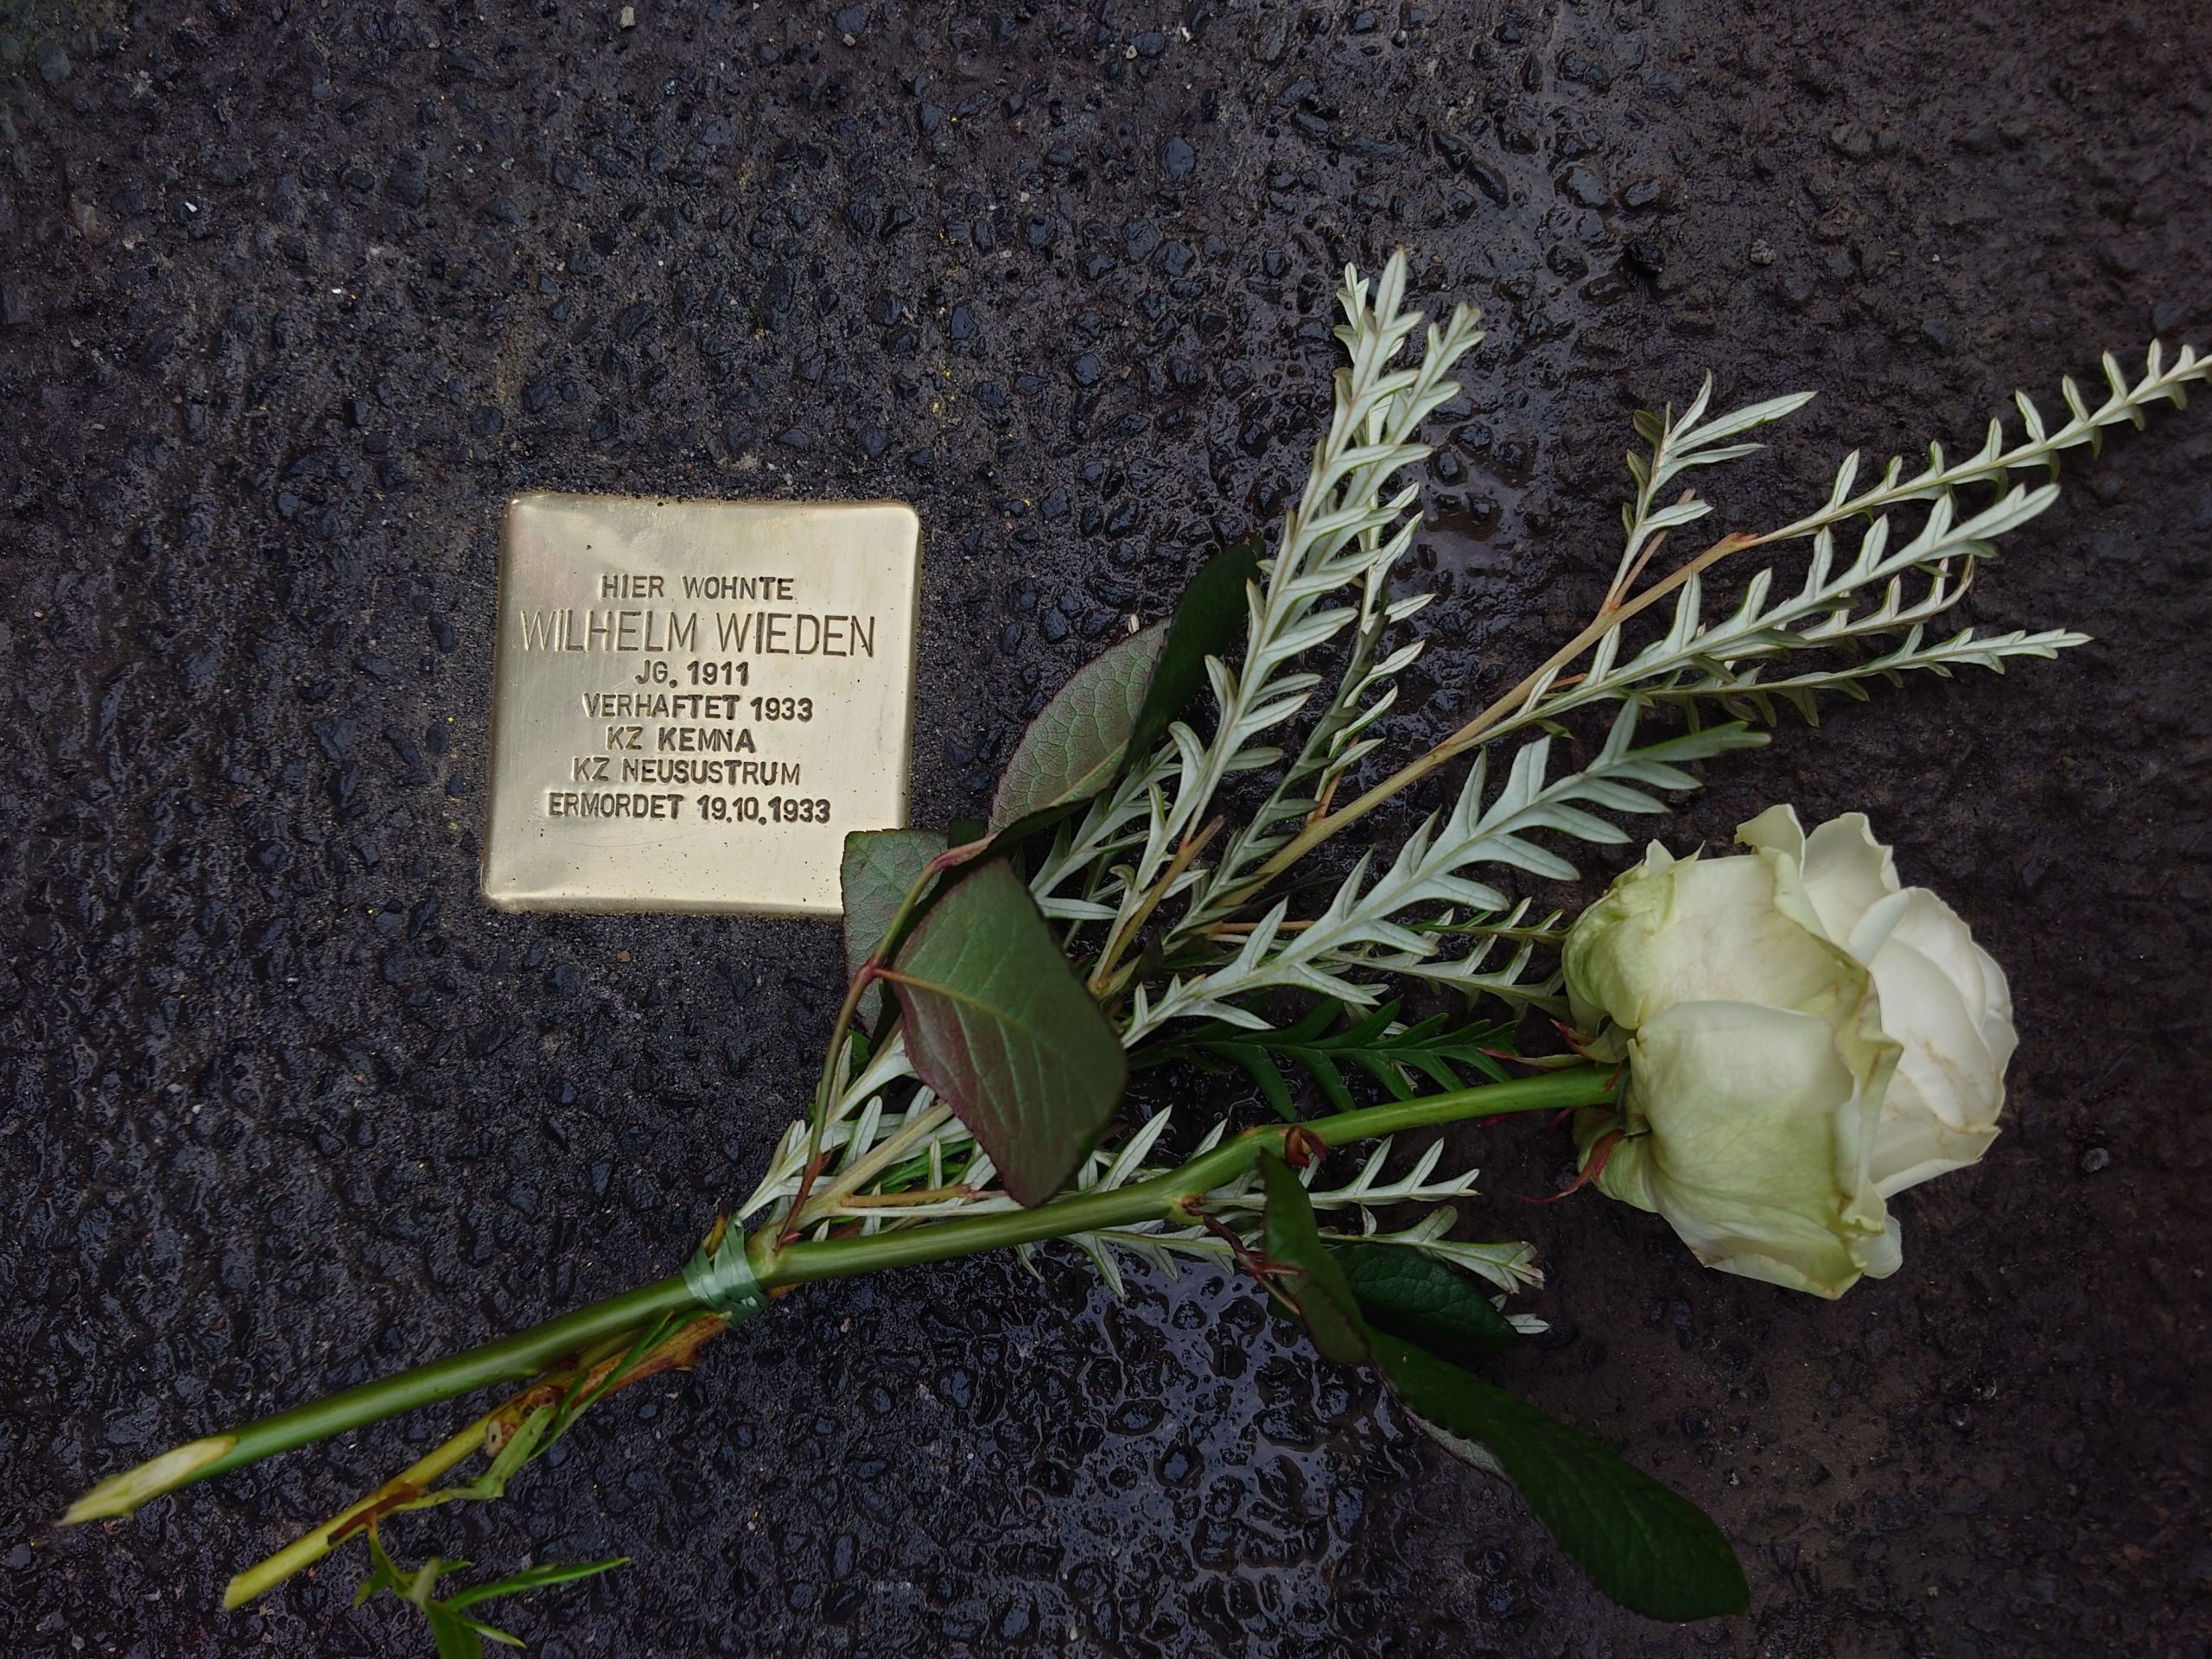 HIER WOHNTE
WILHELM WIEDEN
JG. 1911
VERHAFTET 1933
KZ KEMNA
KZ NEUSUSTRUM
ERMORDET 19.10.1933